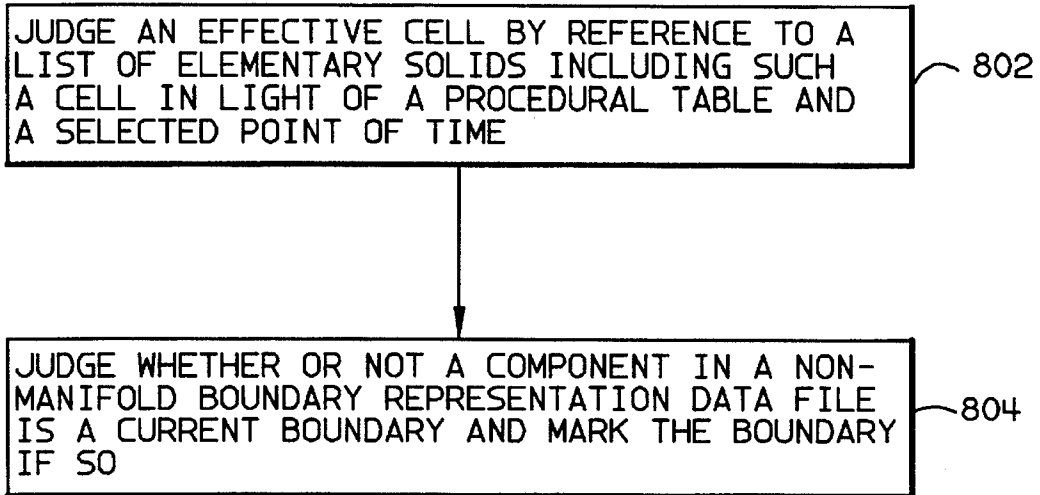 JUDGE AN EFFECTIVE CELL BY REFERENCE TO A
LIST OF ELEMENTARY SOLIDS INCLUDING SUCH
A CELL IN LIGHT OF A PROCEDURAL TABLE AND
A SELECTED POINT OF TIME
802
JUDGE WHETHER OR NOT A COMPONENT IN A NON-
MANIFOLD BOUNDARY REPRESENTATION DATA FILE
IS A CURRENT BOUNDARY AND MARK THE BOUNDARY
IF SO
804